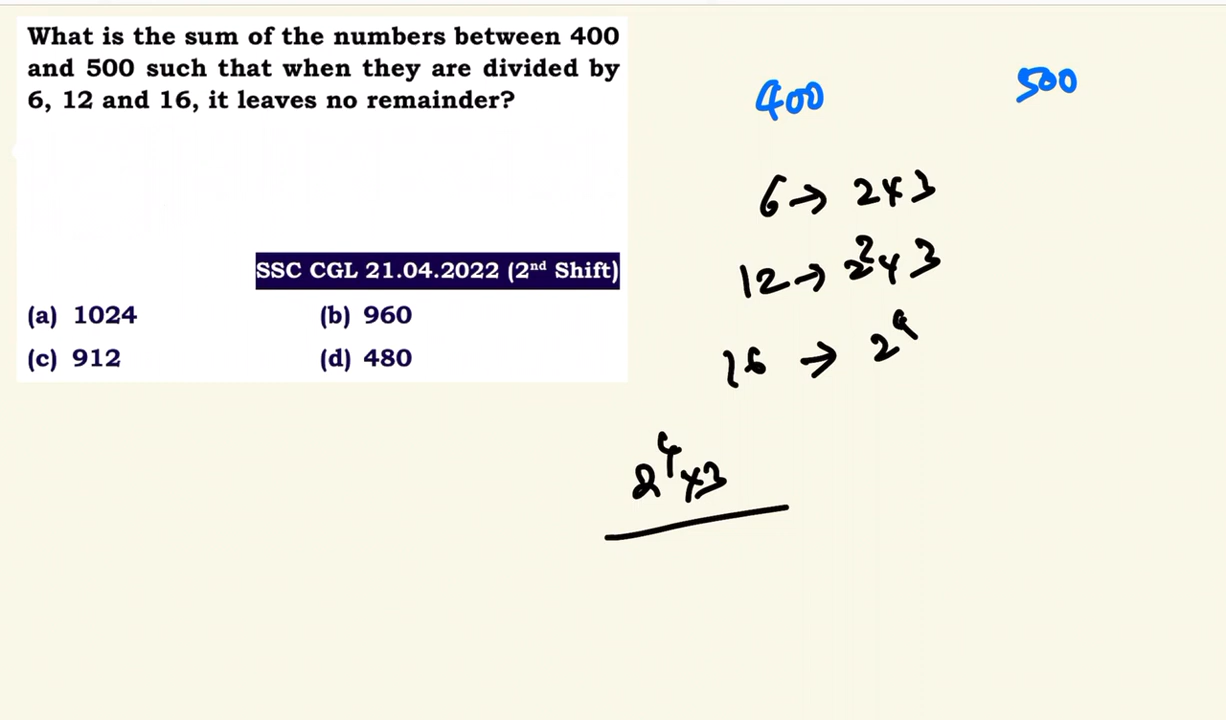 What is the sum of the numbers between 400
and 500 such that when they are divided by
6, 12 and 16, it leaves no remainder?
SSC CGL 21.04.2022 (2nd Shift)
(a) 1024 (b) 960
(c) 912 (d) 480
400 500
6 → 2×3
12 → 2²×3
16 → 2⁴
2⁴×3